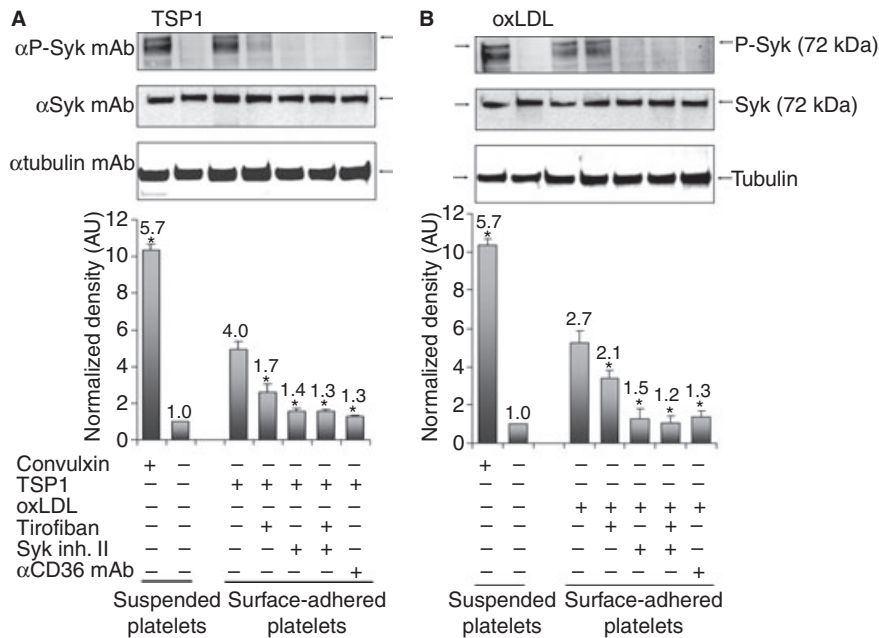 A TSP1
B oxLDL
αP-Syk mAb
P-Syk (72 kDa)
αSyk mAb
Syk (72 kDa)
αtubulin mAb
Tubulin
Normalized density (AU)
12
10
8
6
4
2
0
5.7
*
1.0
4.0
1.7
*
1.4
*
1.3
*
1.3
*
Normalized density (AU)
12
10
8
6
4
2
0
5.7
*
1.0
2.7
2.1
*
1.5
*
1.2
*
1.3
*
Convulxin + – – – – – – + – – – – – –
TSP1 – – + + + + + – – – – – – –
oxLDL – – – – – – – – – + + + + +
Tirofiban – – – + – + – – – – + – + –
Syk inh. II – – – – + + – – – – – + + –
αCD36 mAb – – – – – – + – – – – – – +
Suspended platelets
Surface-adhered platelets
Suspended platelets
Surface-adhered platelets